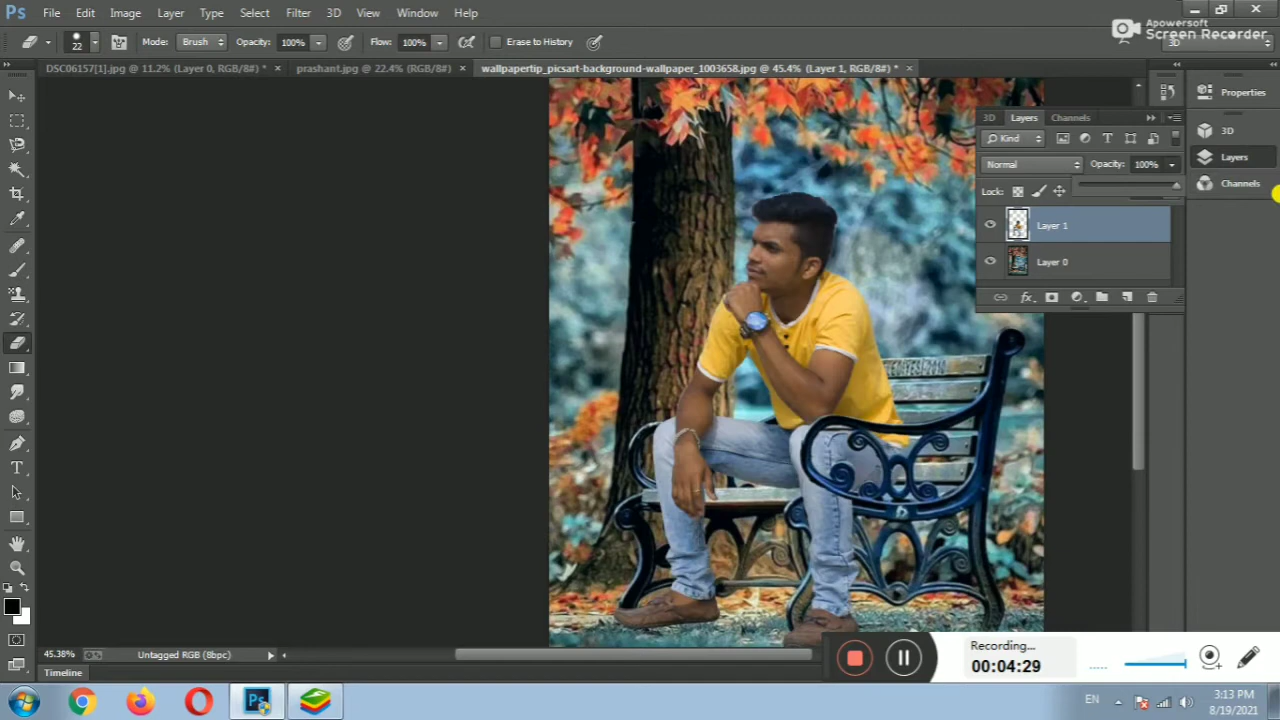 Ps File Edit Image Layer Type Select Filter 3D View Window Help
Apowersoft
Screen Recorder
22 Mode: Brush Opacity: 100% Flow: 100% Erase to History 3D
DSC06157[1].jpg @ 11.2% (Layer 0, RGB/8#) * × prashant.jpg @ 22.4% (RGB/8#) × wallpapertip_picsart-background-wallpaper_1003658.jpg @ 45.4% (Layer 1, RGB/8#) * ×
Properties
3D Layers Channels
3D
Kind
Layers
Normal Opacity: 100%
Channels
Lock:
Layer 1
Layer 0
fx
45.38% Untagged RGB (8bpc)
Timeline
Recording...
00:04:29
EN
3:13 PM
8/19/2021